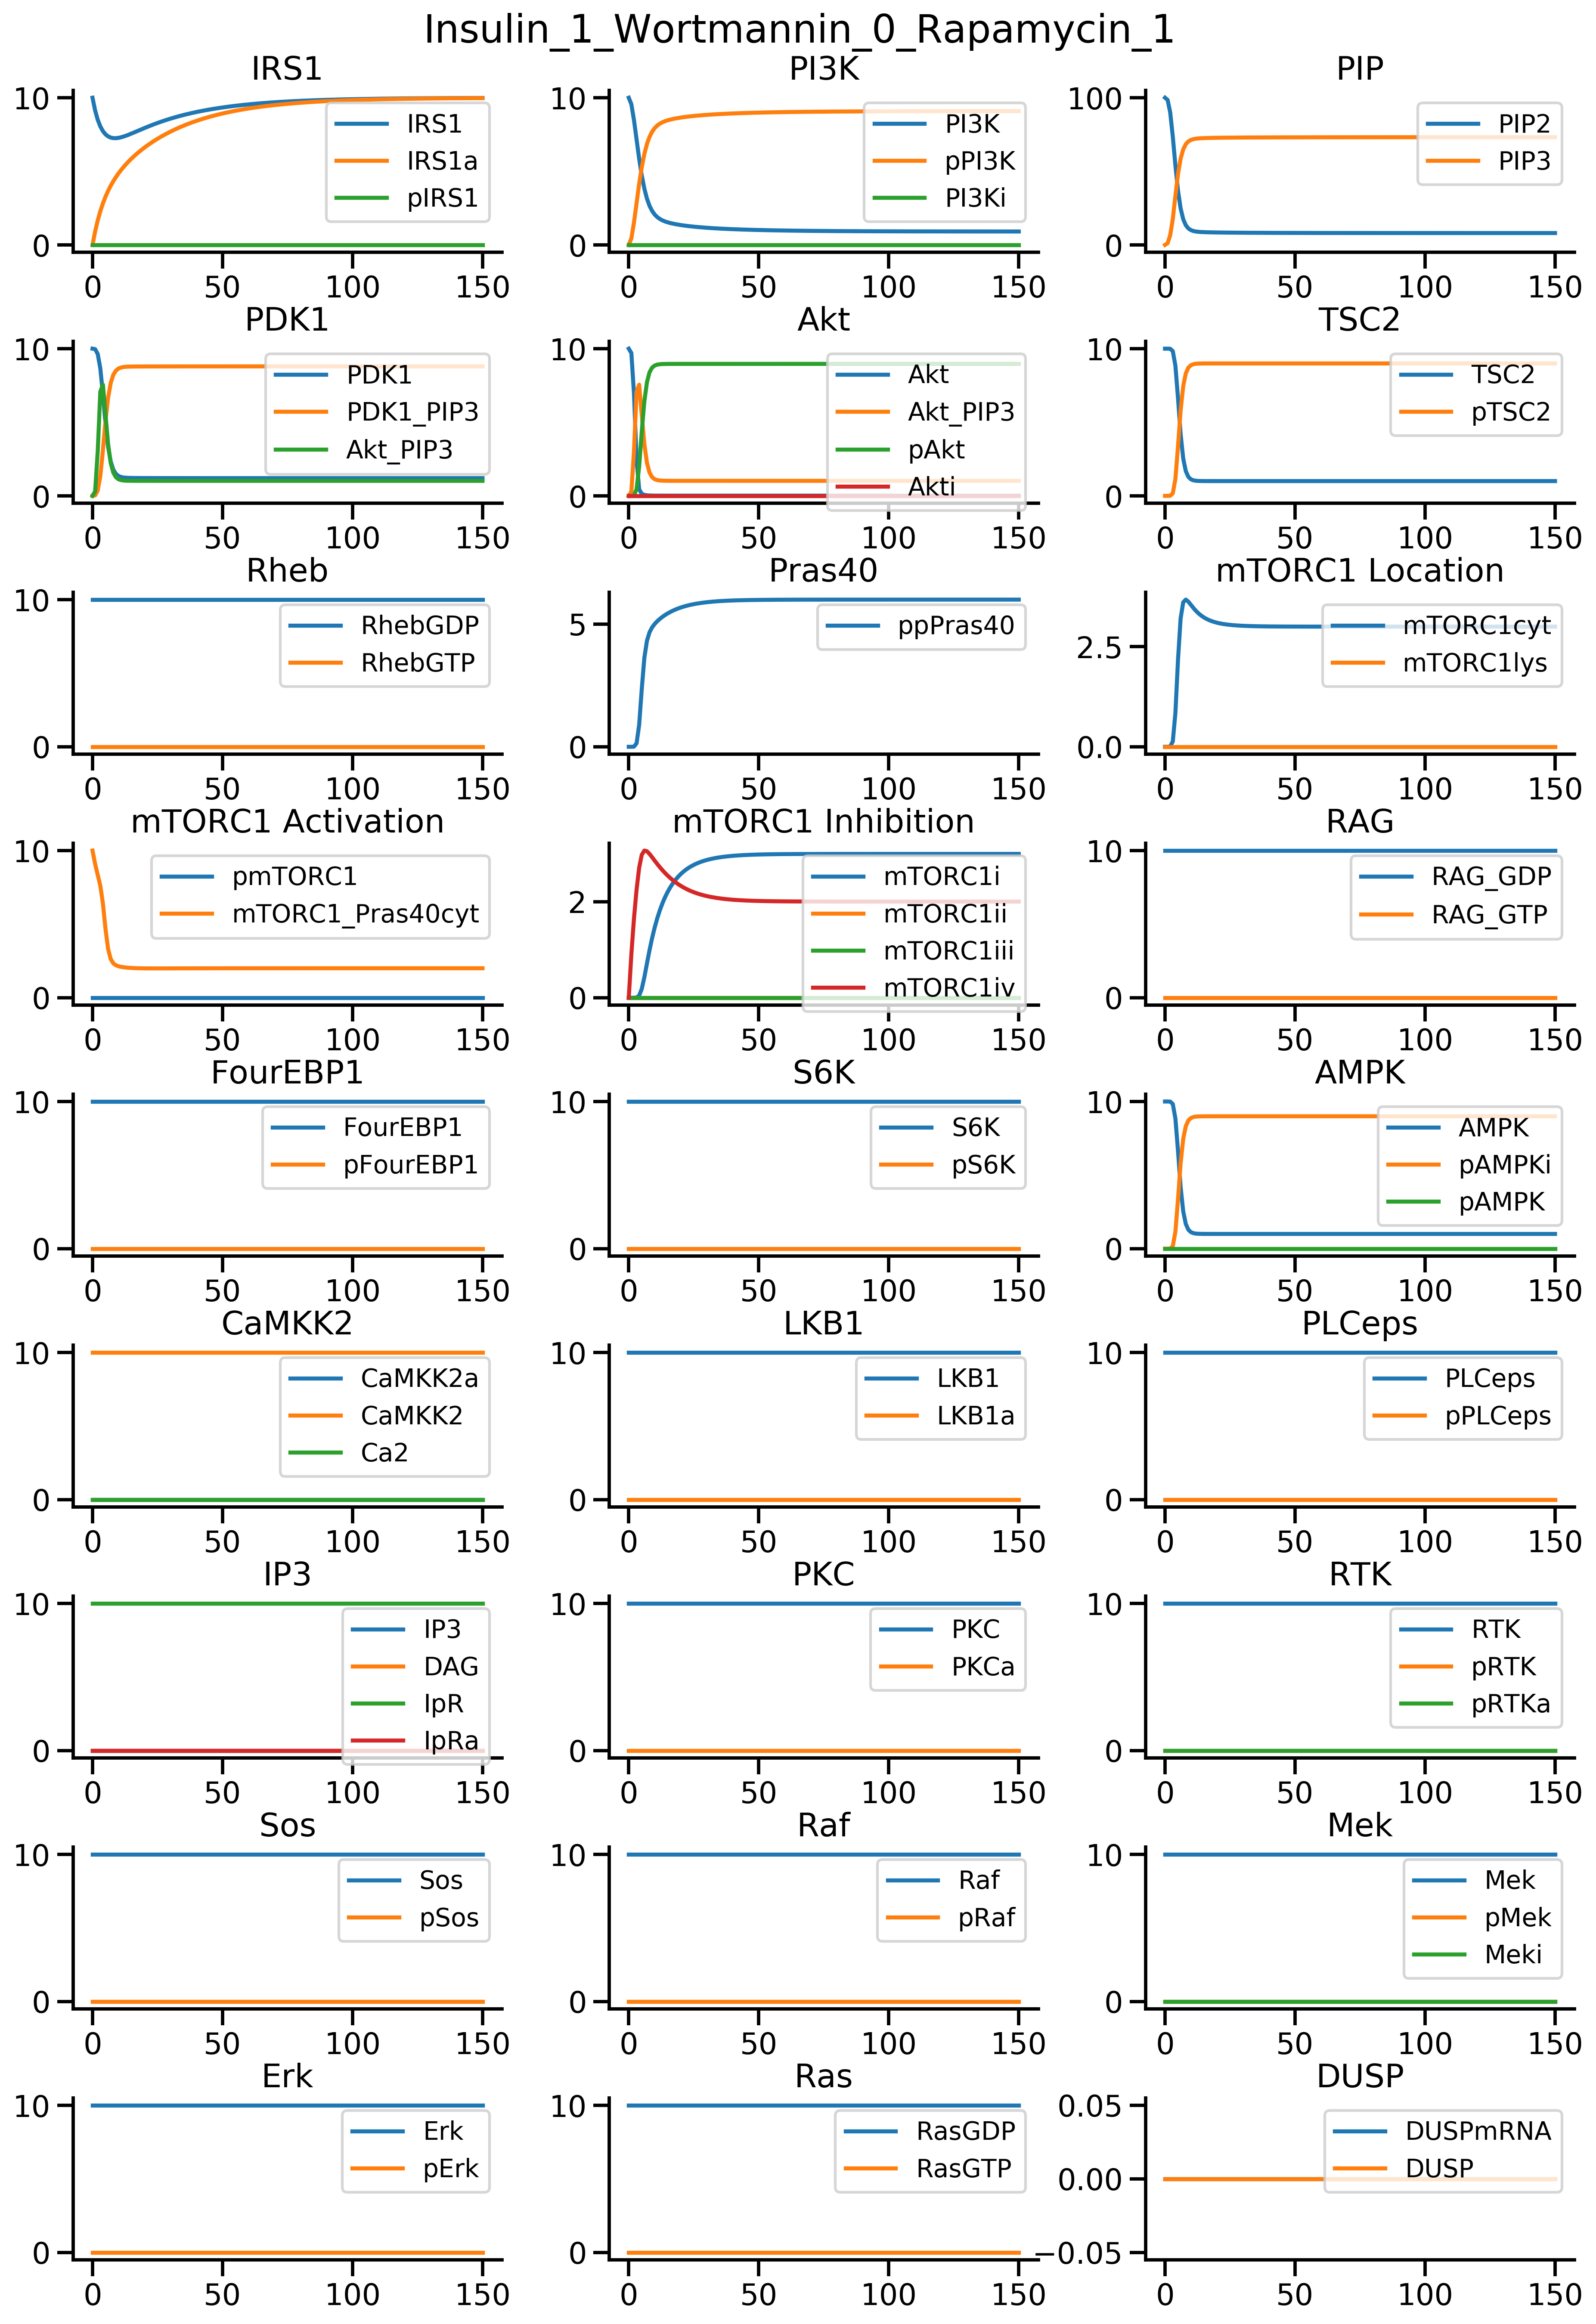 Insulin_1_Wortmannin_0_Rapamycin_1
IRS1 PI3K PIP
10 10 100
IRS1 PI3K PIP2
IRS1a pPI3K PIP3
pIRS1 PI3Ki
0 0 0
0 50 100 150 0 50 100 150 0 50 100 150
PDK1 Akt TSC2
10 10 10
PDK1 Akt TSC2
PDK1_PIP3 Akt_PIP3 pTSC2
Akt_PIP3 pAkt
Akti
0 0 0
0 50 100 150 0 50 100 150 0 50 100 150
Rheb Pras40 mTORC1 Location
10
RhebGDP 5 ppPras40 mTORC1cyt
RhebGTP 2.5 mTORC1lys
0 0 0.0
0 50 100 150 0 50 100 150 0 50 100 150
mTORC1 Activation mTORC1 Inhibition RAG
10 10
pmTORC1 mTORC1i RAG_GDP
mTORC1_Pras40cyt 2 mTORC1ii RAG_GTP
mTORC1iii
mTORC1iv
0 0 0
0 50 100 150 0 50 100 150 0 50 100 150
FourEBP1 S6K AMPK
10 10 10
FourEBP1 S6K AMPK
pFourEBP1 pS6K pAMPKi
pAMPK
0 0 0
0 50 100 150 0 50 100 150 0 50 100 150
CaMKK2 LKB1 PLCeps
10 10 10
CaMKK2a LKB1 PLCeps
CaMKK2 LKB1a pPLCeps
Ca2
0 0 0
0 50 100 150 0 50 100 150 0 50 100 150
IP3 PKC RTK
10 10 10
IP3 PKC RTK
DAG PKCa pRTK
IpR pRTKa
IpRa
0 0 0
0 50 100 150 0 50 100 150 0 50 100 150
Sos Raf Mek
10 10 10
Sos Raf Mek
pSos pRaf pMek
Meki
0 0 0
0 50 100 150 0 50 100 150 0 50 100 150
Erk Ras DUSP
10 10 0.05
Erk RasGDP DUSPmRNA
pErk RasGTP 0.00 DUSP
0 0 −0.05
0 50 100 150 0 50 100 150 0 50 100 150